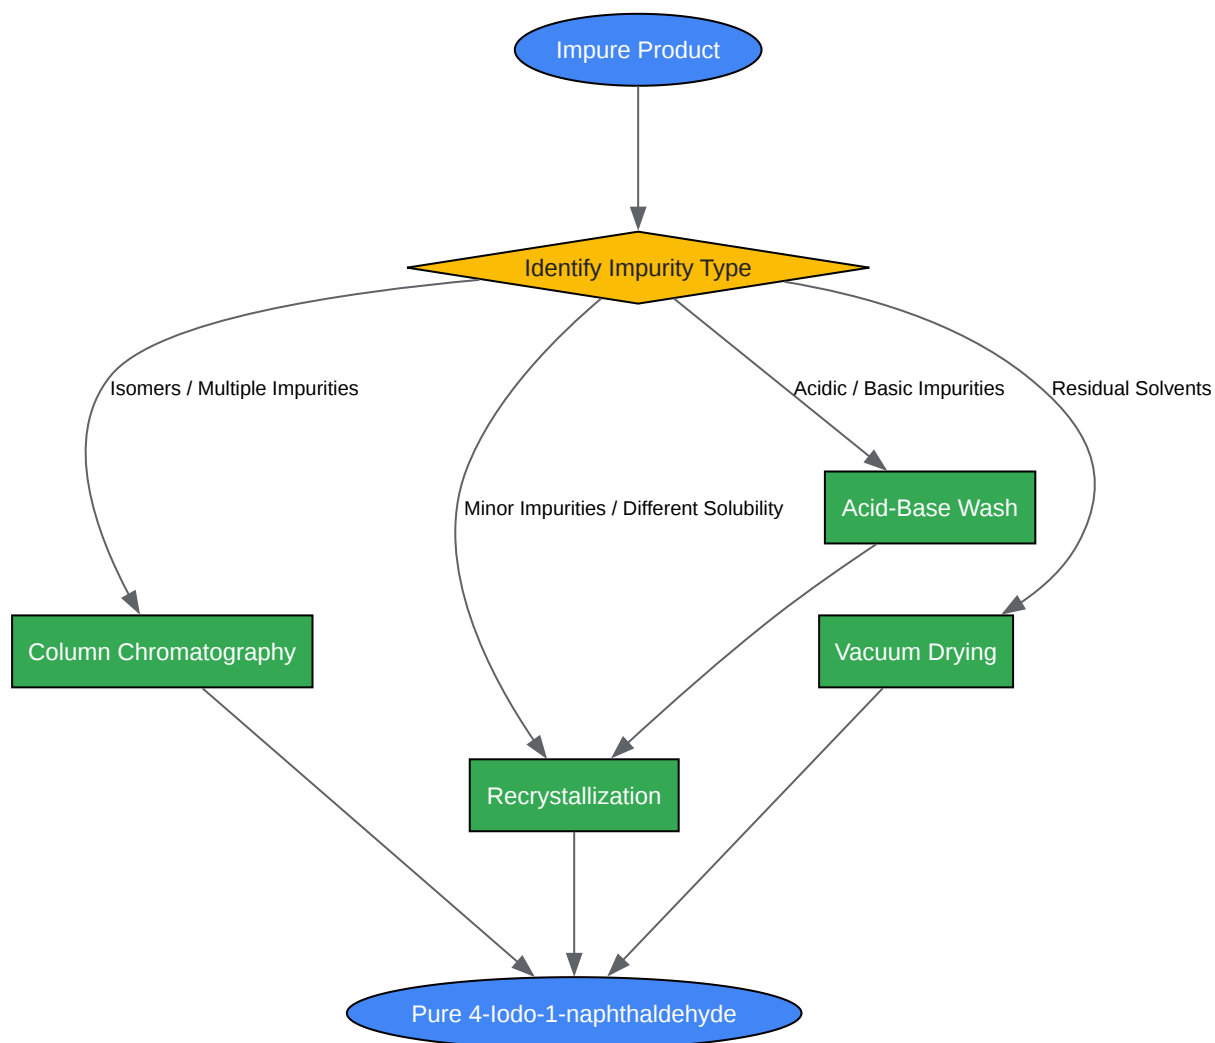 Impure Product
Identify Impurity Type
Isomers / Multiple Impurities
Acidic / Basic Impurities
Residual Solvents
Minor Impurities / Different Solubility
Acid-Base Wash
Column Chromatography
Vacuum Drying
Recrystallization
Pure 4-Iodo-1-naphthaldehyde